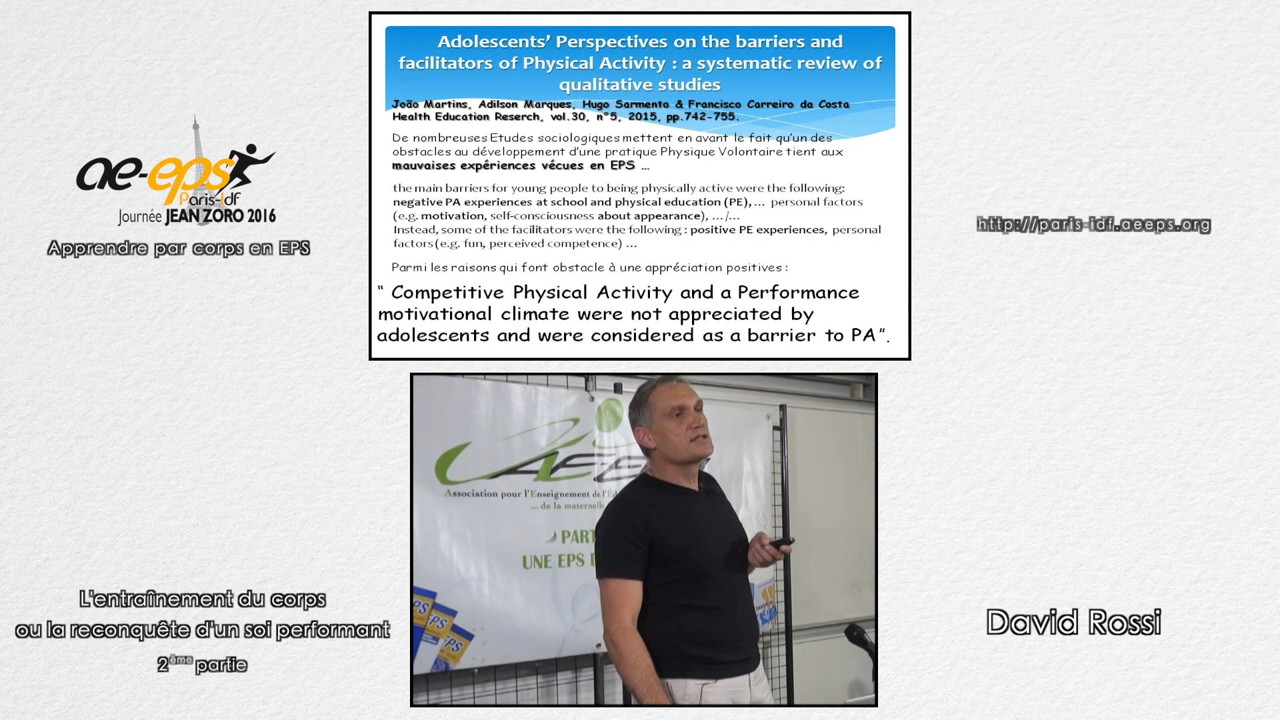 Adolescents' Perspectives on the barriers and
facilitators of Physical Activity : a systematic review of
qualitative studies
João Martins, Adilson Marques, Hugo Sarmento & Francisco Carreiro da Costa
Health Education Reserch, vol.30, n°5, 2015, pp.742-755.
De nombreuses Etudes sociologiques mettent en avant le fait qu'un des
obstacles au développement d'une pratique Physique Volontaire tient aux
mauvaises expériences vécues en EPS …
the main barriers for young people to being physically active were the following:
negative PA experiences at school and physical education (PE), … personal factors
(e.g. motivation, self-consciousness about appearance), …/…
Instead, some of the facilitators were the following : positive PE experiences, personal
factors (e.g. fun, perceived competence) …
Parmi les raisons qui font obstacle à une appréciation positives :
“ Competitive Physical Activity and a Performance
motivational climate were not appreciated by
adolescents and were considered as a barrier to PA”.
ae-eps
Paris-Idf
Journée JEAN ZORO 2016
Apprendre par corps en EPS
http://paris-idf.aeeps.org
Association pour l'Enseignement de l'Éd
... de la maternelle
PART
UNE EPS
EPS
EPS
EPS
L'entraînement du corps
ou la reconquête d'un soi performant
2ème partie
David Rossi